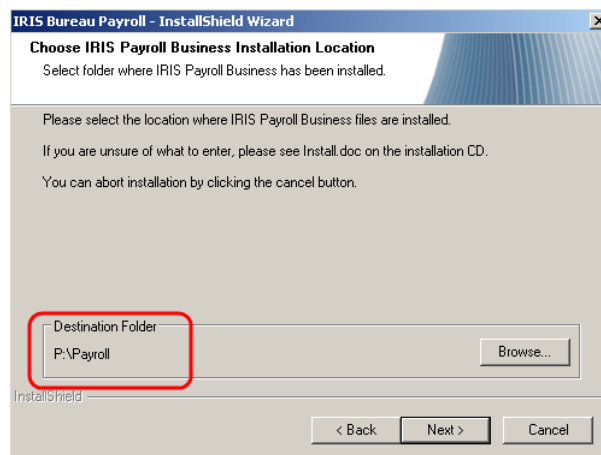 IRIS Bureau Payroll - InstallShield Wizard
Choose IRIS Payroll Business Installation Location
Select folder where IRIS Payroll Business has been installed.
Please select the location where IRIS Payroll Business files are installed.
If you are unsure of what to enter, please see Install.doc on the installation CD.
You can abort installation by clicking the cancel button.
Destination Folder
P:\Payroll
Browse...
InstallShield
< Back
Next >
Cancel